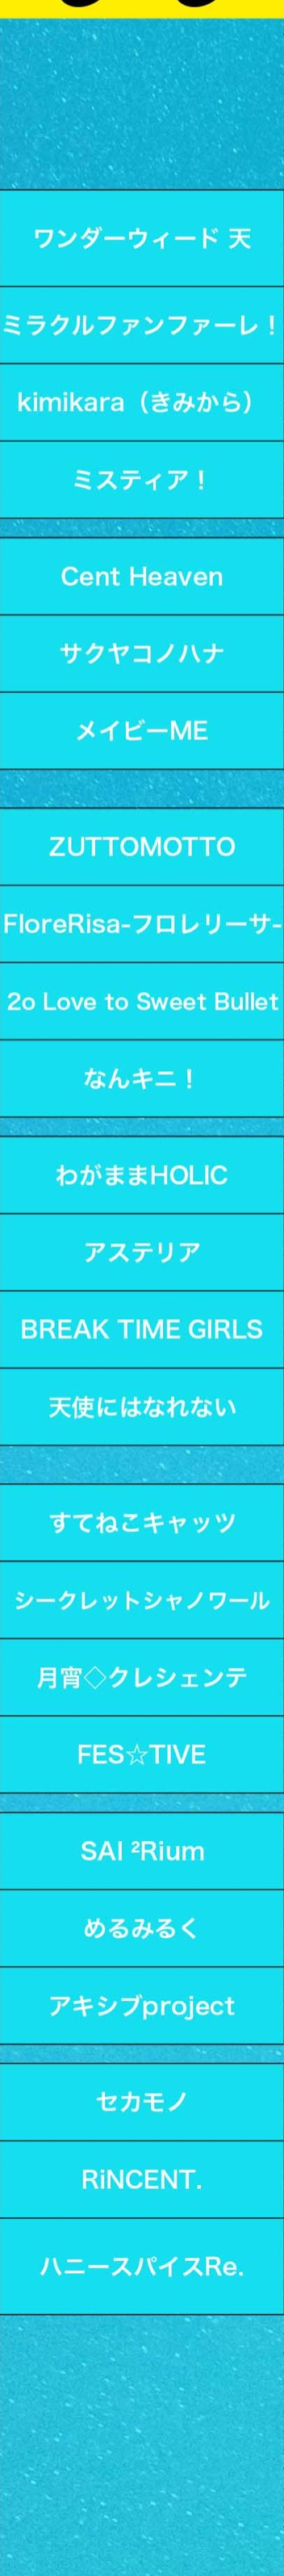 ワンダーウィード 天
ミラクルファンファーレ！
kimikara（きみから）
ミスティア！
Cent Heaven
サクヤコノハナ
メイビーME
ZUTTOMOTTO
FloreRisa-フロレリーサ-
2o Love to Sweet Bullet
なんキニ！
わがままHOLIC
アステリア
BREAK TIME GIRLS
天使にはなれない
すてねこキャッツ
シークレットシャノワール
月宵◇クレシェンテ
FES☆TIVE
SAI ²Rium
めるみるく
アキシブproject
セカモノ
RiNCENT.
ハニースパイスRe.